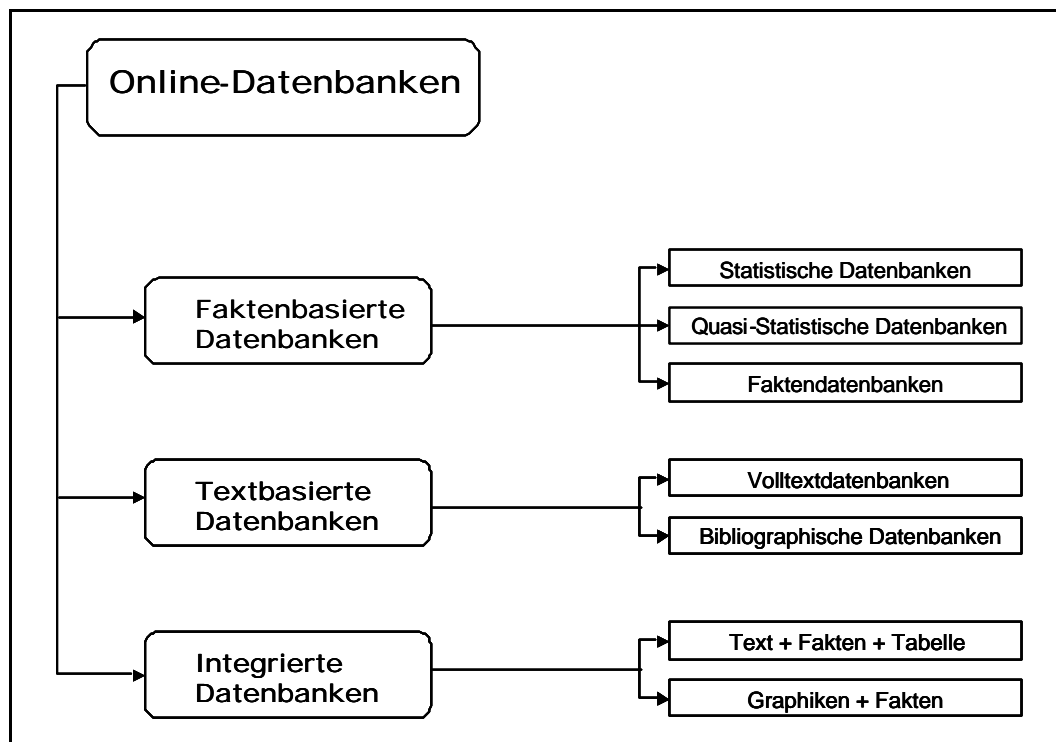 Online-Datenbanken
Faktenbasierte
Datenbanken
Statistische Datenbanken
Quasi-Statistische Datenbanken
Faktendatenbanken
Textbasierte
Datenbanken
Volltextdatenbanken
Bibliographische Datenbanken
Integrierte
Datenbanken
Text + Fakten + Tabelle
Graphiken + Fakten